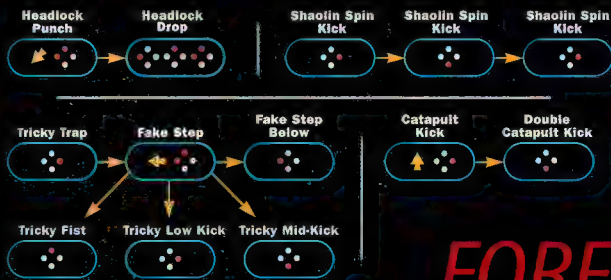 Headlock Punch
Headlock Drop
Shaolin Spin Kick
Shaolin Spin Kick
Shaolin Spin Kick
Tricky Trap
Fake Step
Fake Step Below
Catapult Kick
Double Catapult Kick
Tricky Fist
Tricky Low Kick
Tricky Mid-Kick